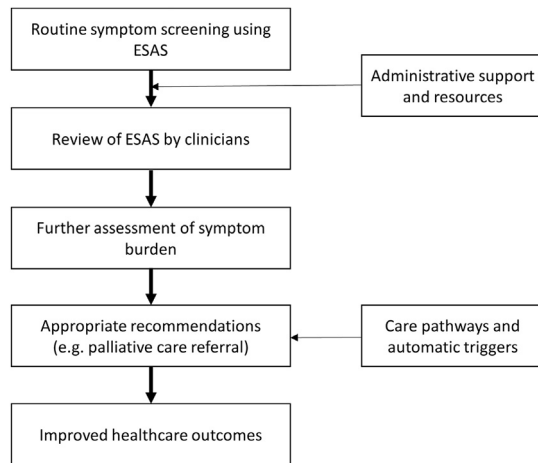 Routine symptom screening using
ESAS
Administrative support
and resources
Review of ESAS by clinicians
Further assessment of symptom
burden
Appropriate recommendations
(e.g. palliative care referral)
Care pathways and
automatic triggers
Improved healthcare outcomes